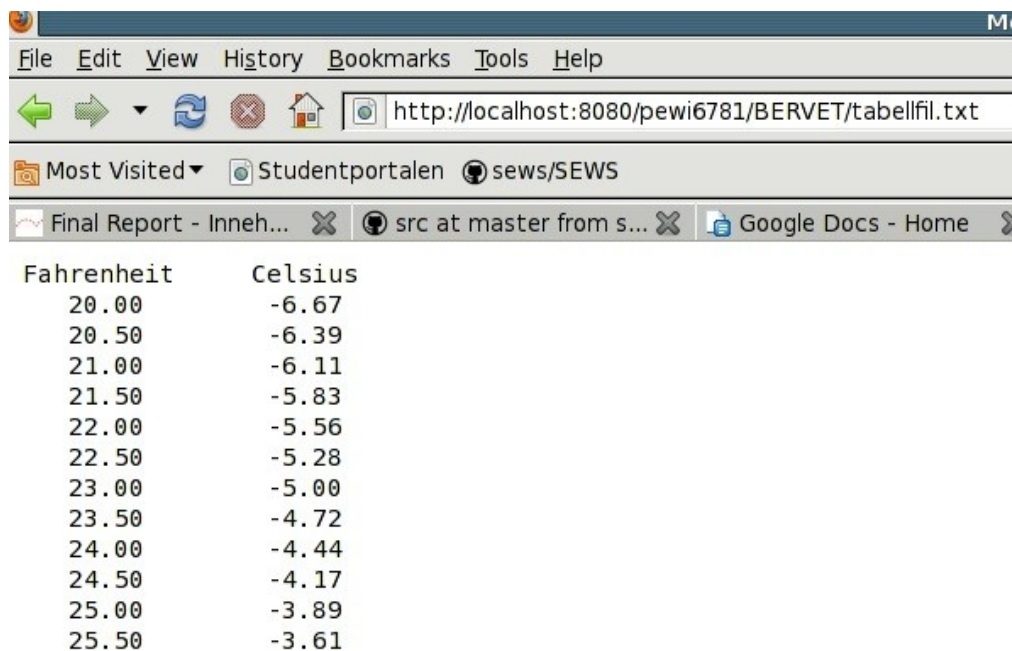 M
File Edit View History Bookmarks Tools Help
http://localhost:8080/pewi6781/BERVET/tabellfil.txt
Most Visited Studentportalen sews/SEWS
Final Report - Inneh... src at master from s... Google Docs - Home
Fahrenheit Celsius
20.00 -6.67
20.50 -6.39
21.00 -6.11
21.50 -5.83
22.00 -5.56
22.50 -5.28
23.00 -5.00
23.50 -4.72
24.00 -4.44
24.50 -4.17
25.00 -3.89
25.50 -3.61